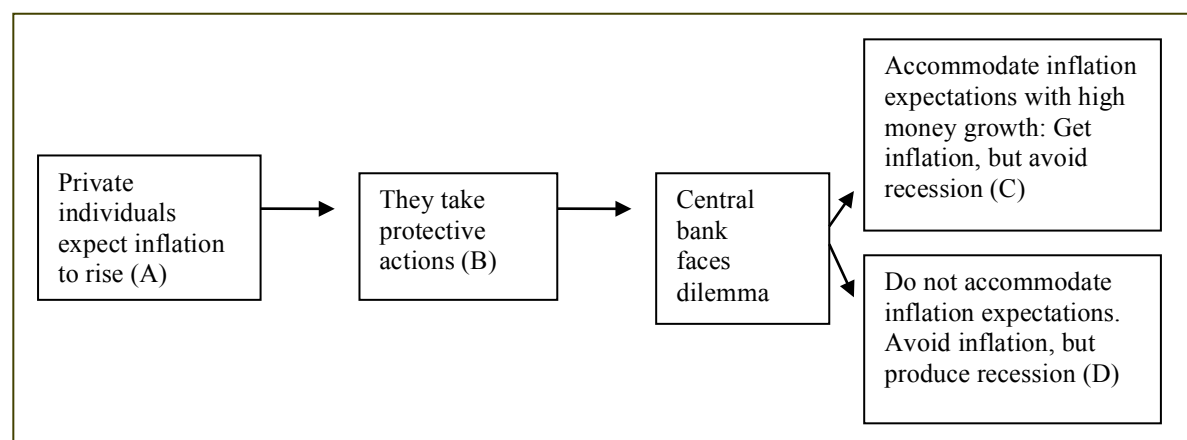 Private
individuals
expect inflation
to rise (A)
They take
protective
actions (B)
Central
bank
faces
dilemma
Accommodate inflation
expectations with high
money growth: Get
inflation, but avoid
recession (C)
Do not accommodate
inflation expectations.
Avoid inflation, but
produce recession (D)